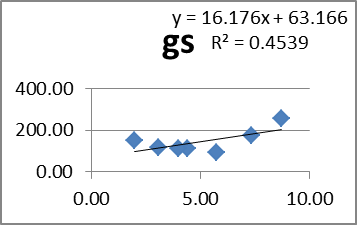 y = 16.176x + 63.166
gs R² = 0.4539
400.00
200.00
0.00
0.00 5.00 10.00